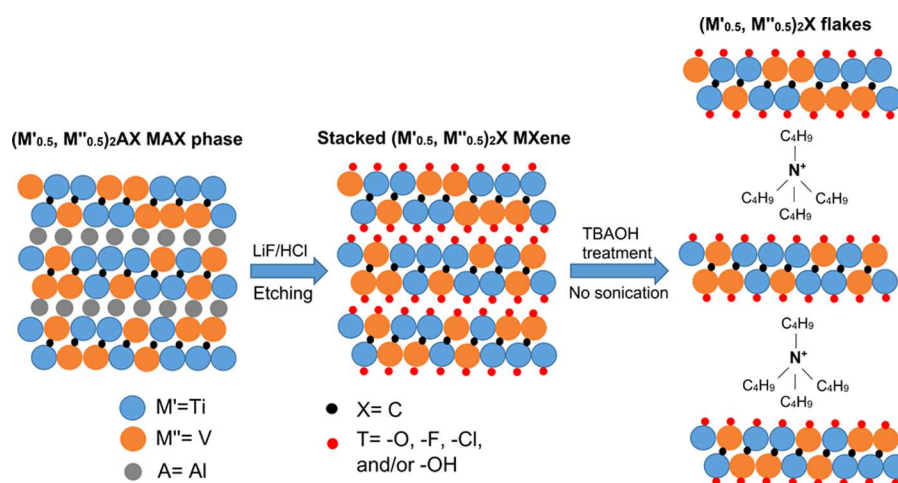 (M'₀.₅, M''₀.₅)₂AX MAX phase
Stacked (M'₀.₅, M''₀.₅)₂X MXene
(M'₀.₅, M''₀.₅)₂X flakes
LiF/HCl
Etching
TBAOH
treatment
No sonication
C₄H₉
N⁺
C₄H₉ C₄H₉
C₄H₉
C₄H₉
N⁺
C₄H₉ C₄H₉
C₄H₉
M'=Ti
M''= V
A= Al
X= C
T= -O, -F, -Cl,
and/or -OH